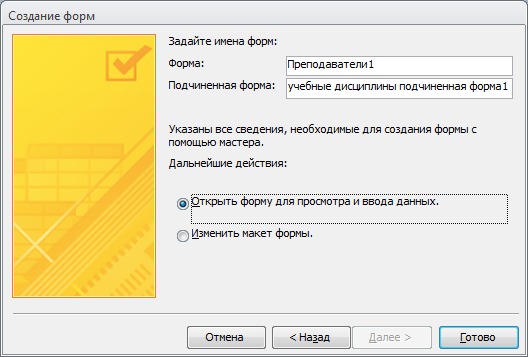 Создание форм
Задайте имена форм:
Форма:
Преподаватели1
Подчиненная форма:
учебные дисциплины подчиненная форма1
Указаны все сведения, необходимые для создания формы с
помощью мастера.
Дальнейшие действия:
Открыть форму для просмотра и ввода данных.
Изменить макет формы.
Отмена
< Назад
Далее >
Готово